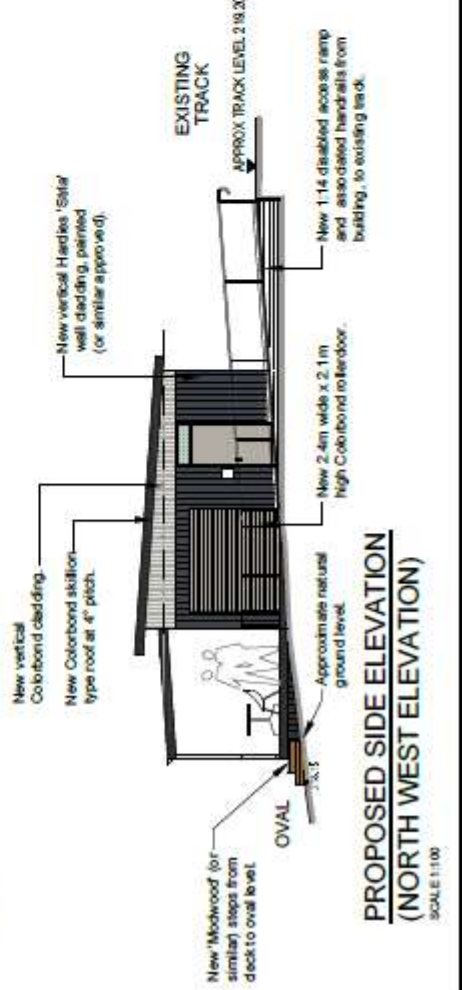 New vertical
Colorbond cladding.
New Colorbond skillion
type roof at 4° pitch.
New vertical Hardies 'Stria'
wall cladding, painted
(or similar approved).
EXISTING
TRACK
APPROX TRACK LEVEL 219.20
New 'Modwood' (or
similar) steps from
deck to oval level.
OVAL
Approximate natural
ground level.
New 2.4m wide x 2.1m
high Colorbond rollerdoor.
New 1:14 disabled access ramp
and associated handrails from
building, to existing track.
PROPOSED SIDE ELEVATION
(NORTH WEST ELEVATION)
SCALE 1:100